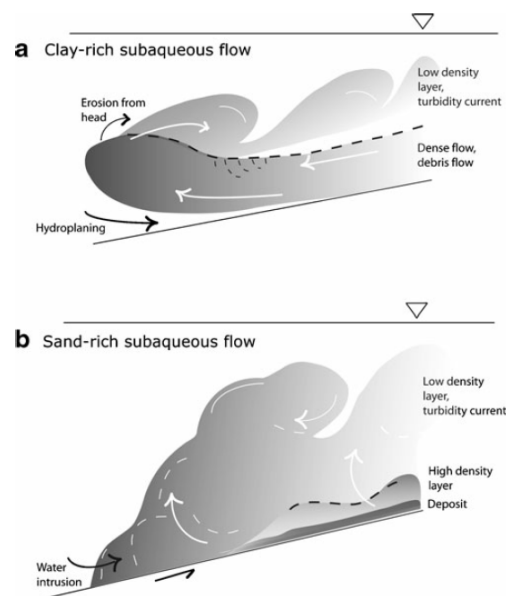 a Clay-rich subaqueous flow
Erosion from
head
Low density
layer,
turbidity current
Dense flow,
debris flow
Hydroplaning
b Sand-rich subaqueous flow
Low density
layer,
turbidity current
High density
layer
Deposit
Water
intrusion